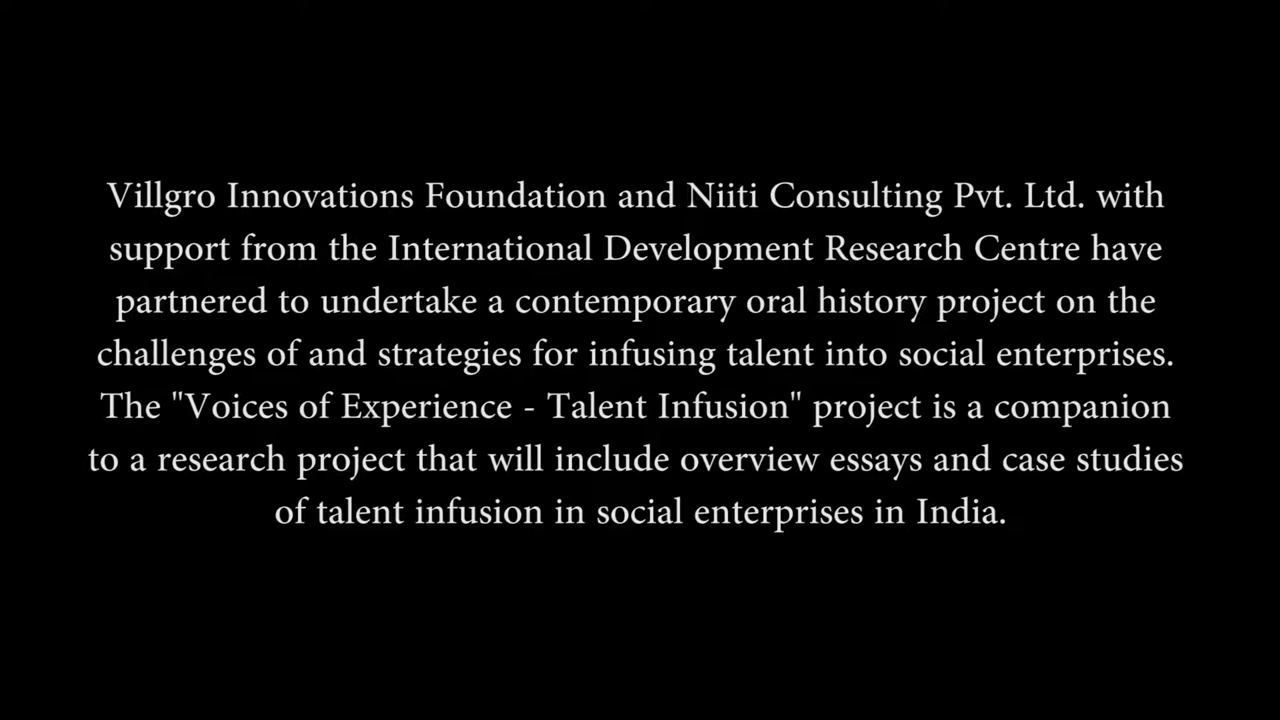 Villgro Innovations Foundation and Niiti Consulting Pvt. Ltd. with
support from the International Development Research Centre have
partnered to undertake a contemporary oral history project on the
challenges of and strategies for infusing talent into social enterprises.
The "Voices of Experience - Talent Infusion" project is a companion
to a research project that will include overview essays and case studies
of talent infusion in social enterprises in India.